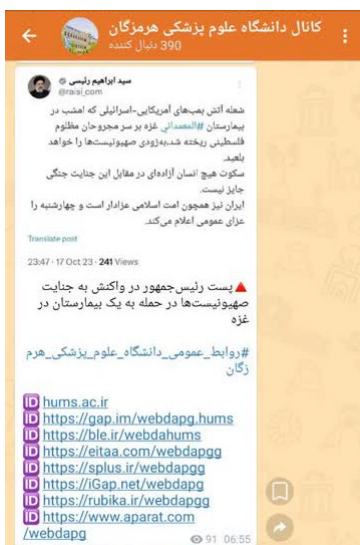 کانال دانشگاه علوم پزشکی هرمزگان
390 دنبال کننده
سید ابراهیم رئیسی
@raisi_com
شعله آتش بمب‌های آمریکایی-اسرائیلی که امشب در
بیمارستان #المعمدانی غزه بر سر مجروحان مظلوم
فلسطینی ریخته شد،به‌زودی صهیونیست‌ها را خواهد
بلعید.
سکوت هیچ انسان آزاده‌ای در مقابل این جنایت جنگی
جایز نیست.
ایران نیز همچون امت اسلامی عزادار است و چهارشنبه را
عزای عمومی اعلام می‌کند.
Translate post
23:47 · 17 Oct 23 · 241 Views
🔺پست رئیس‌جمهور در واکنش به جنایت
صهیونیست‌ها در حمله به یک بیمارستان در
غزه
#روابط_عمومی_دانشگاه_علوم_پزشکی_هرم
زگان
🆔 hums.ac.ir
🆔 https://gap.im/webdapg.hums
🆔 https://ble.ir/webdahums
🆔 https://eitaa.com/webdapgg
🆔 https://splus.ir/webdapgg
🆔 https://iGap.net/webdapg
🆔 https://rubika.ir/webdapgg
🆔 https://www.aparat.com
/webdapg
91 06:55